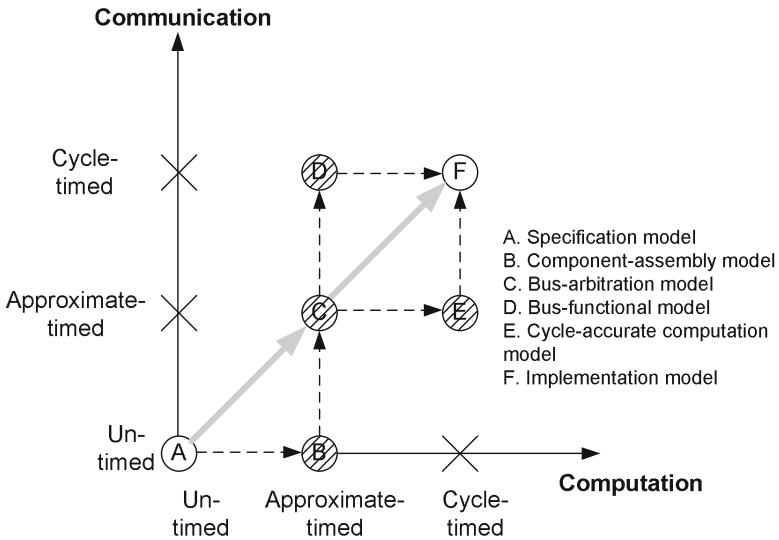 Communication
Cycle-
timed
D
F
A. Specification model
B. Component-assembly model
C. Bus-arbitration model
D. Bus-functional model
E. Cycle-accurate computation
model
F. Implementation model
Approximate-
timed
C
E
Un-
timed
A
B
Computation
Un-
timed
Approximate-
timed
Cycle-
timed